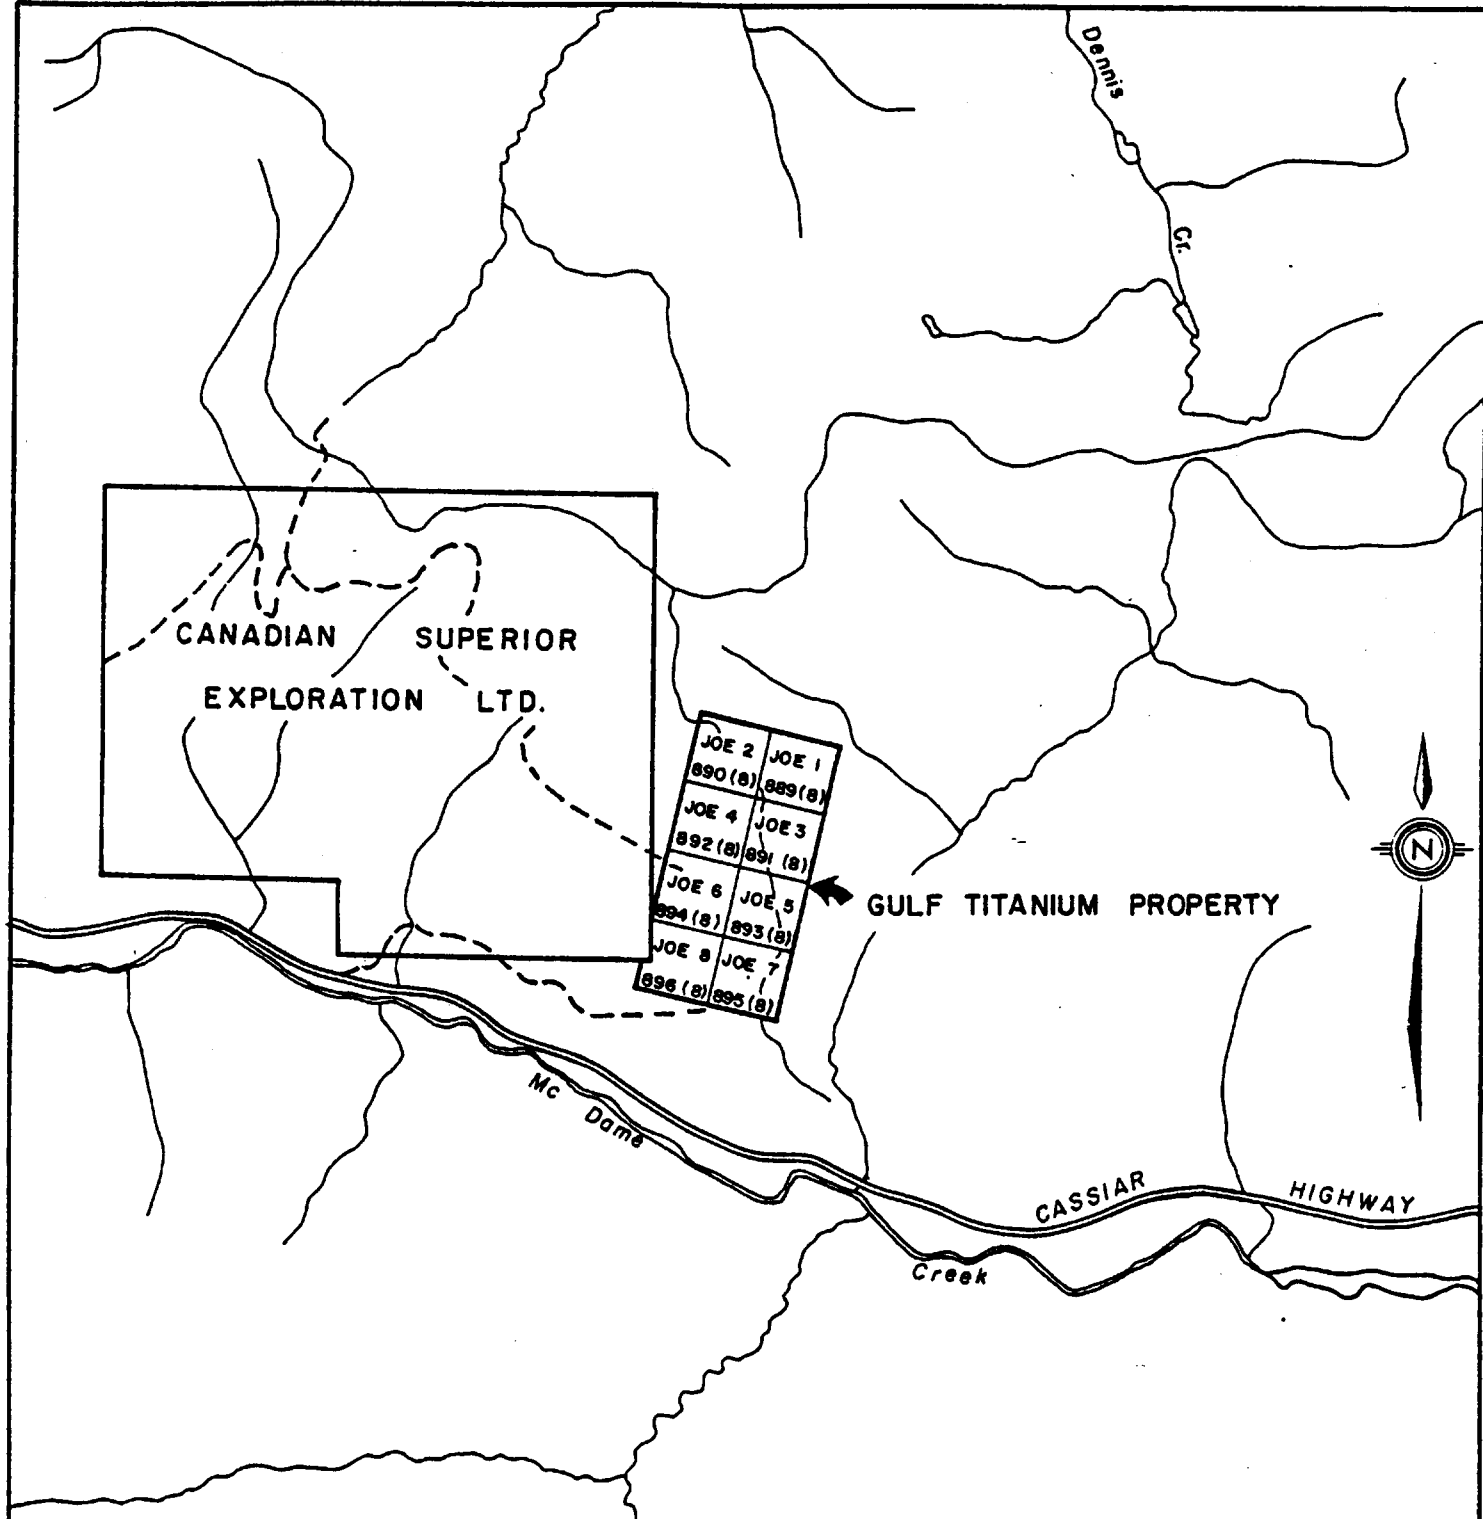 Dennis
Cr.
CANADIAN SUPERIOR
EXPLORATION LTD.
JOE 2
890 (8)
JOE 1
889 (8)
JOE 4
892 (8)
JOE 3
891 (8)
JOE 6
894 (8)
JOE 5
893 (8)
JOE 8
896 (8)
JOE 7
895 (8)
GULF TITANIUM PROPERTY
N
Mc Dame
Creek
CASSIAR HIGHWAY